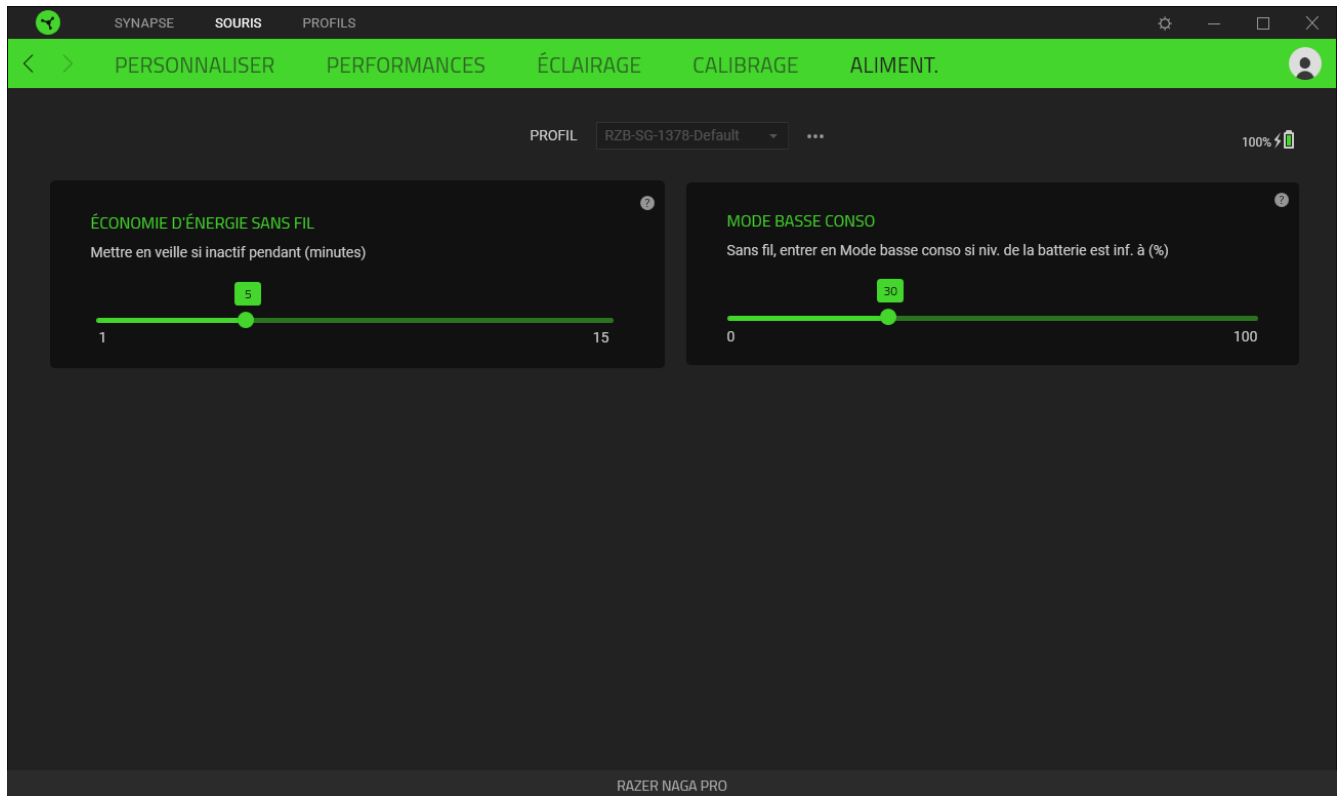 SYNAPSE SOURIS PROFILS
PERSONNALISER PERFORMANCES ÉCLAIRAGE CALIBRAGE ALIMENT.
PROFIL RZB-SG-1378-Default
100%
ÉCONOMIE D'ÉNERGIE SANS FIL
Mettre en veille si inactif pendant (minutes)
5
1 15
MODE BASSE CONSO
Sans fil, entrer en Mode basse conso si niv. de la batterie est inf. à (%)
30
0 100
RAZER NAGA PRO